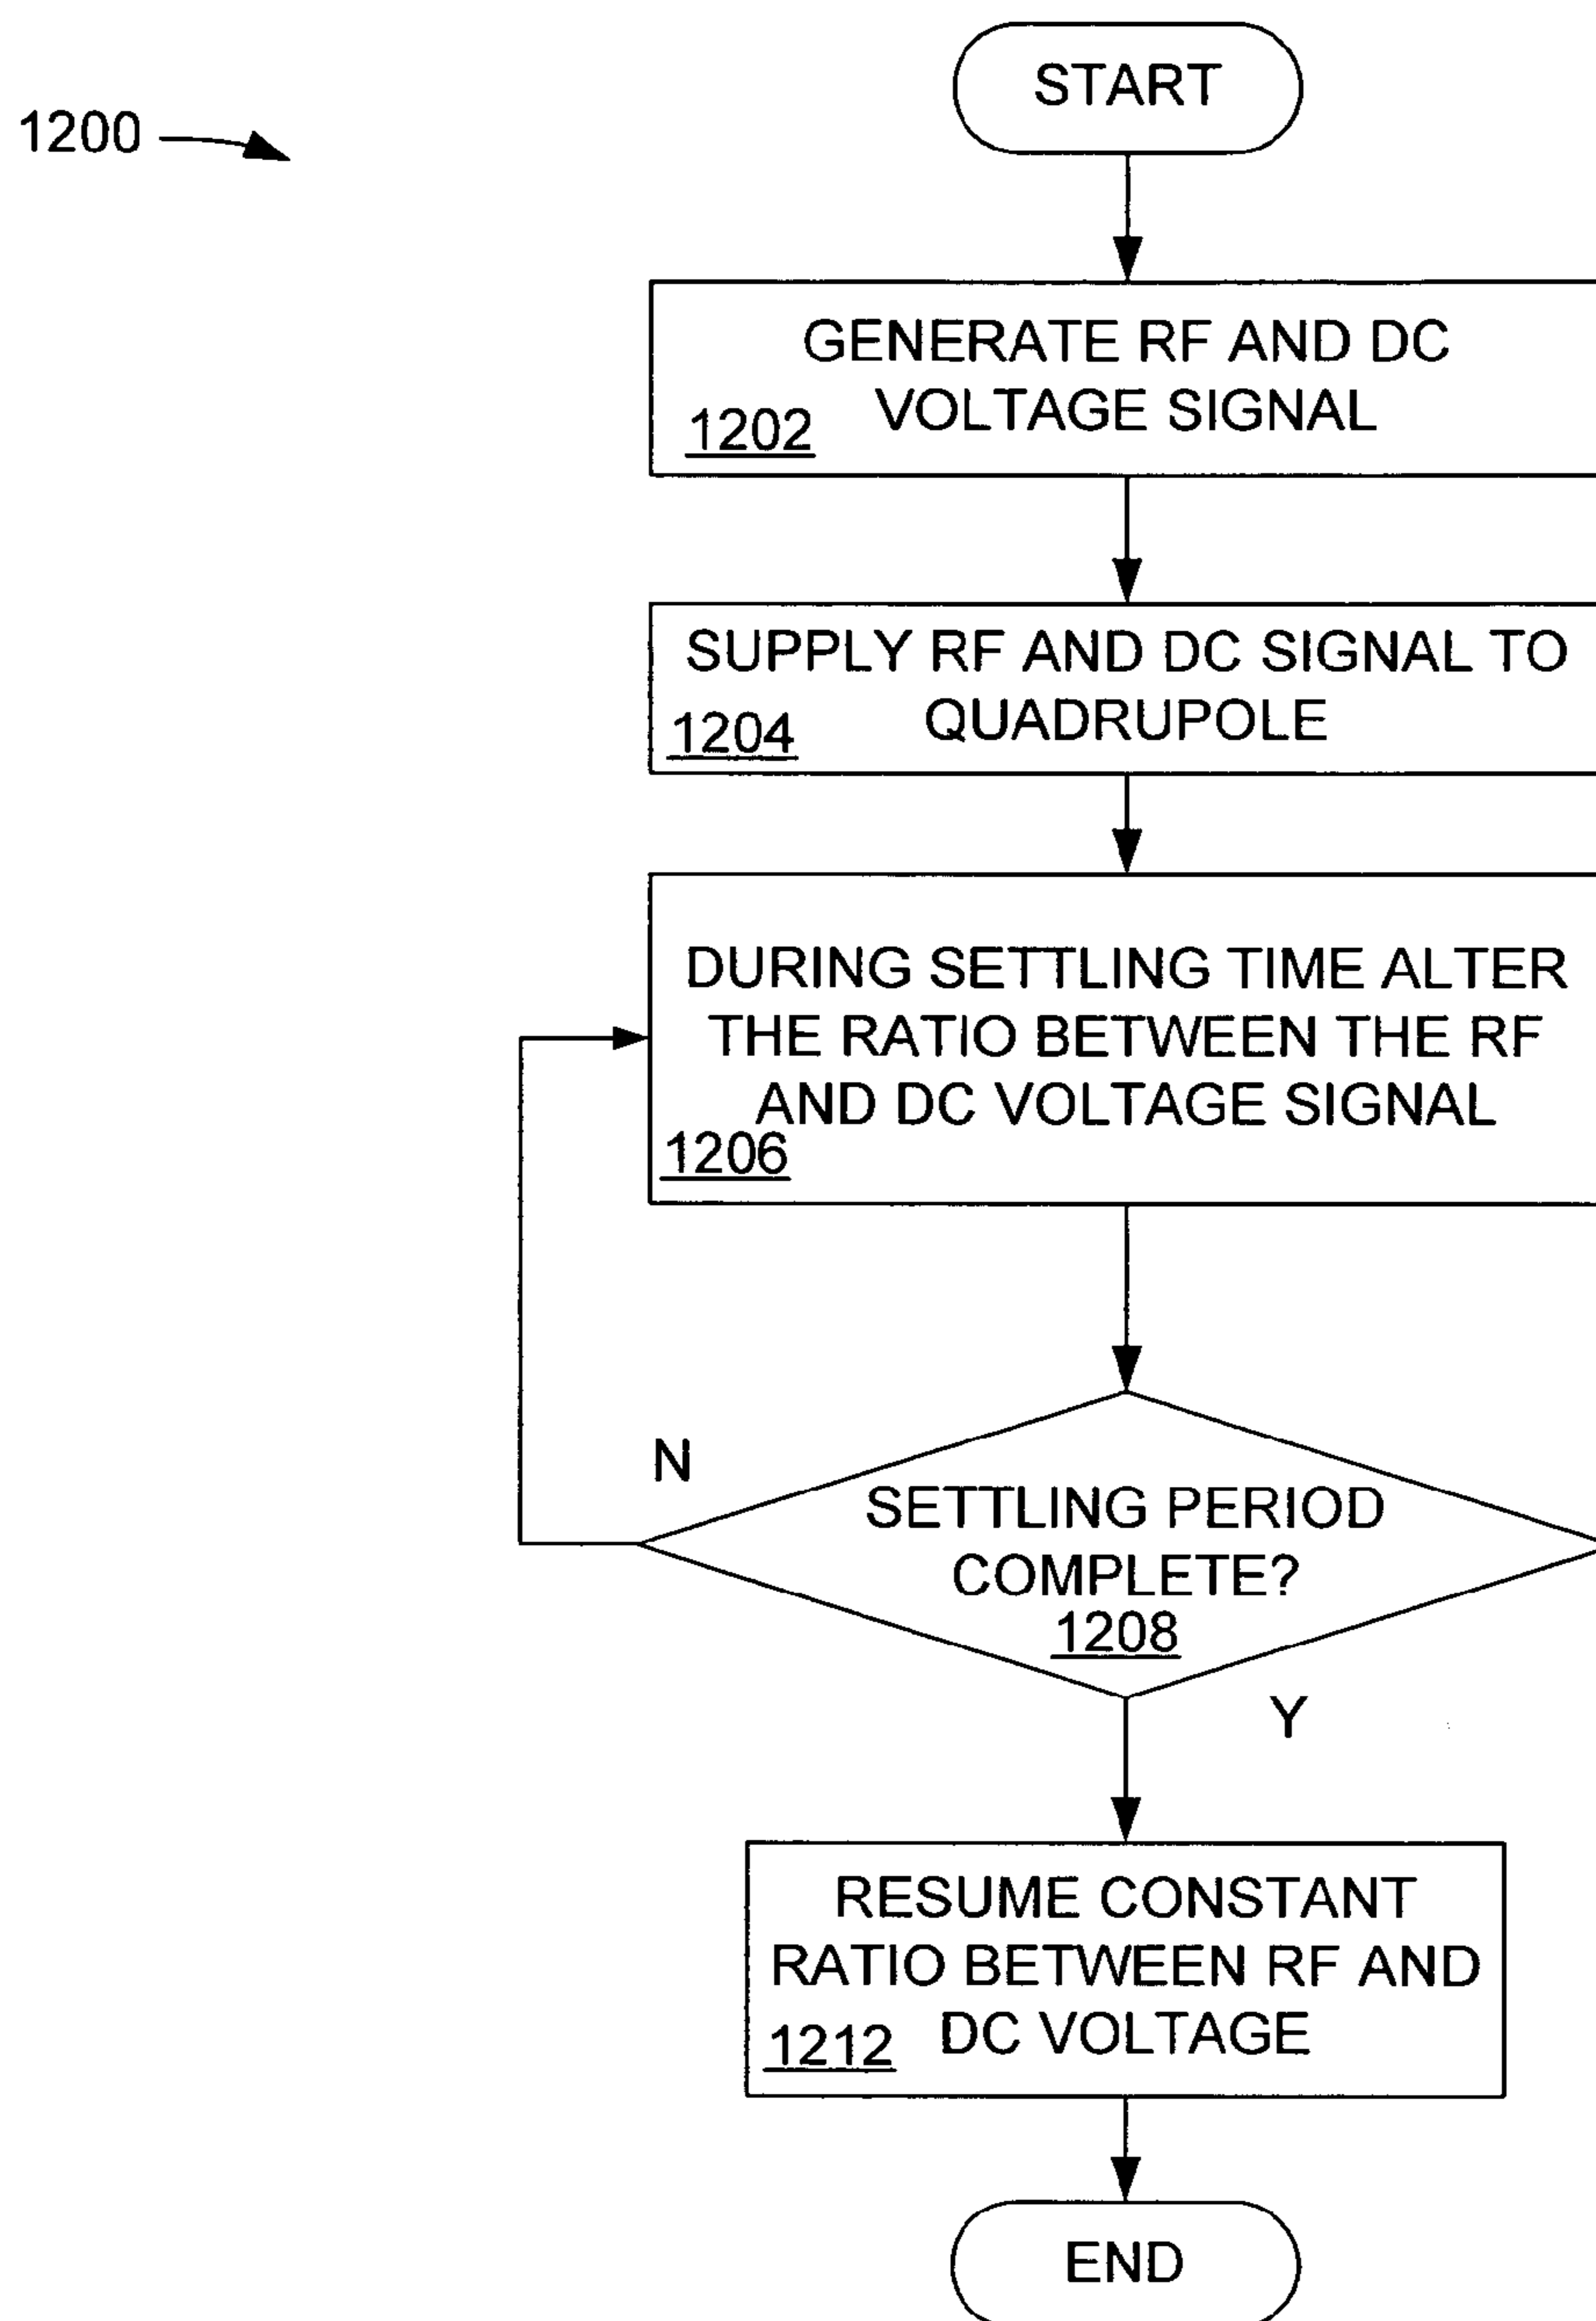 START
1200
GENERATE RF AND DC
VOLTAGE SIGNAL
1202
SUPPLY RF AND DC SIGNAL TO
QUADRUPOLE
1204
DURING SETTLING TIME ALTER
THE RATIO BETWEEN THE RF
AND DC VOLTAGE SIGNAL
1206
N
SETTLING PERIOD
COMPLETE?
1208
Y
RESUME CONSTANT
RATIO BETWEEN RF AND
DC VOLTAGE
1212
END